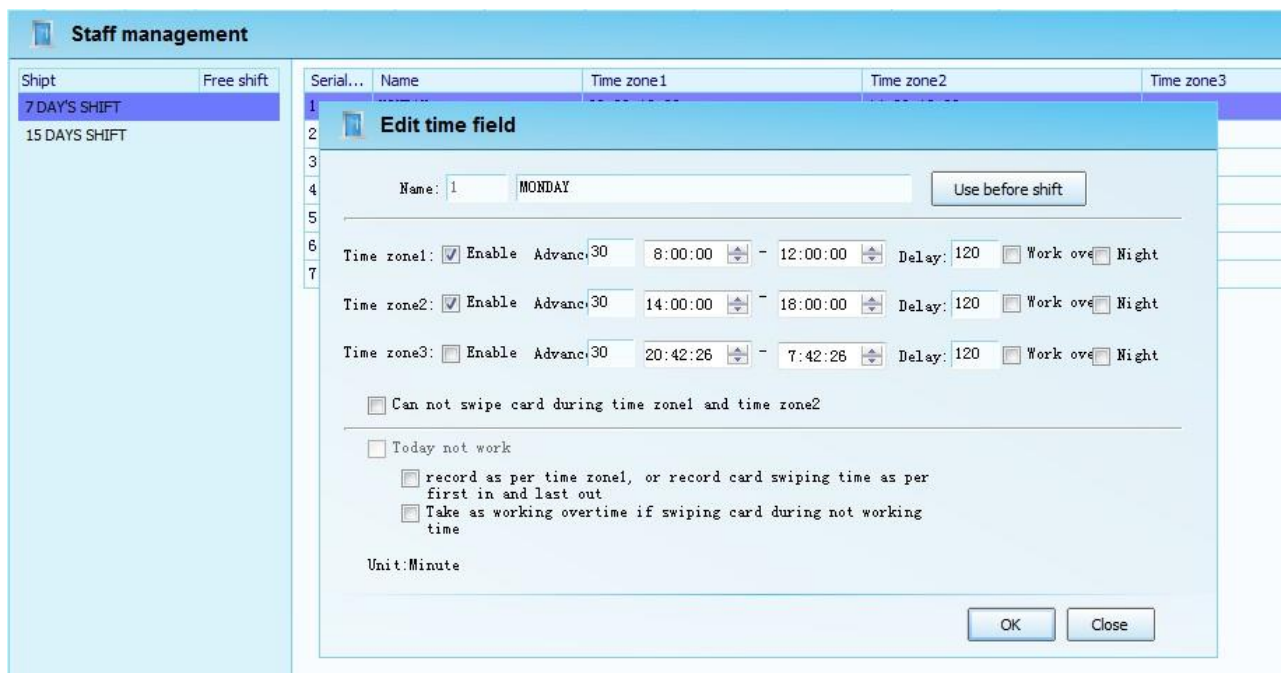 Staff management
Shipt Free shift Serial... Name Time zone1 Time zone2 Time zone3
7 DAY'S SHIFT 1
15 DAYS SHIFT 2
3
4
5
6
7
Edit time field
Name: 1 MONDAY Use before shift
Time zone1: Enable Advanc 30 8:00:00 - 12:00:00 Delay: 120 Work ove Night
Time zone2: Enable Advanc 30 14:00:00 - 18:00:00 Delay: 120 Work ove Night
Time zone3: Enable Advanc 30 20:42:26 - 7:42:26 Delay: 120 Work ove Night
Can not swipe card during time zone1 and time zone2
Today not work
record as per time zone1, or record card swiping time as per
first in and last out
Take as working overtime if swiping card during not working
time
Unit:Minute
OK Close